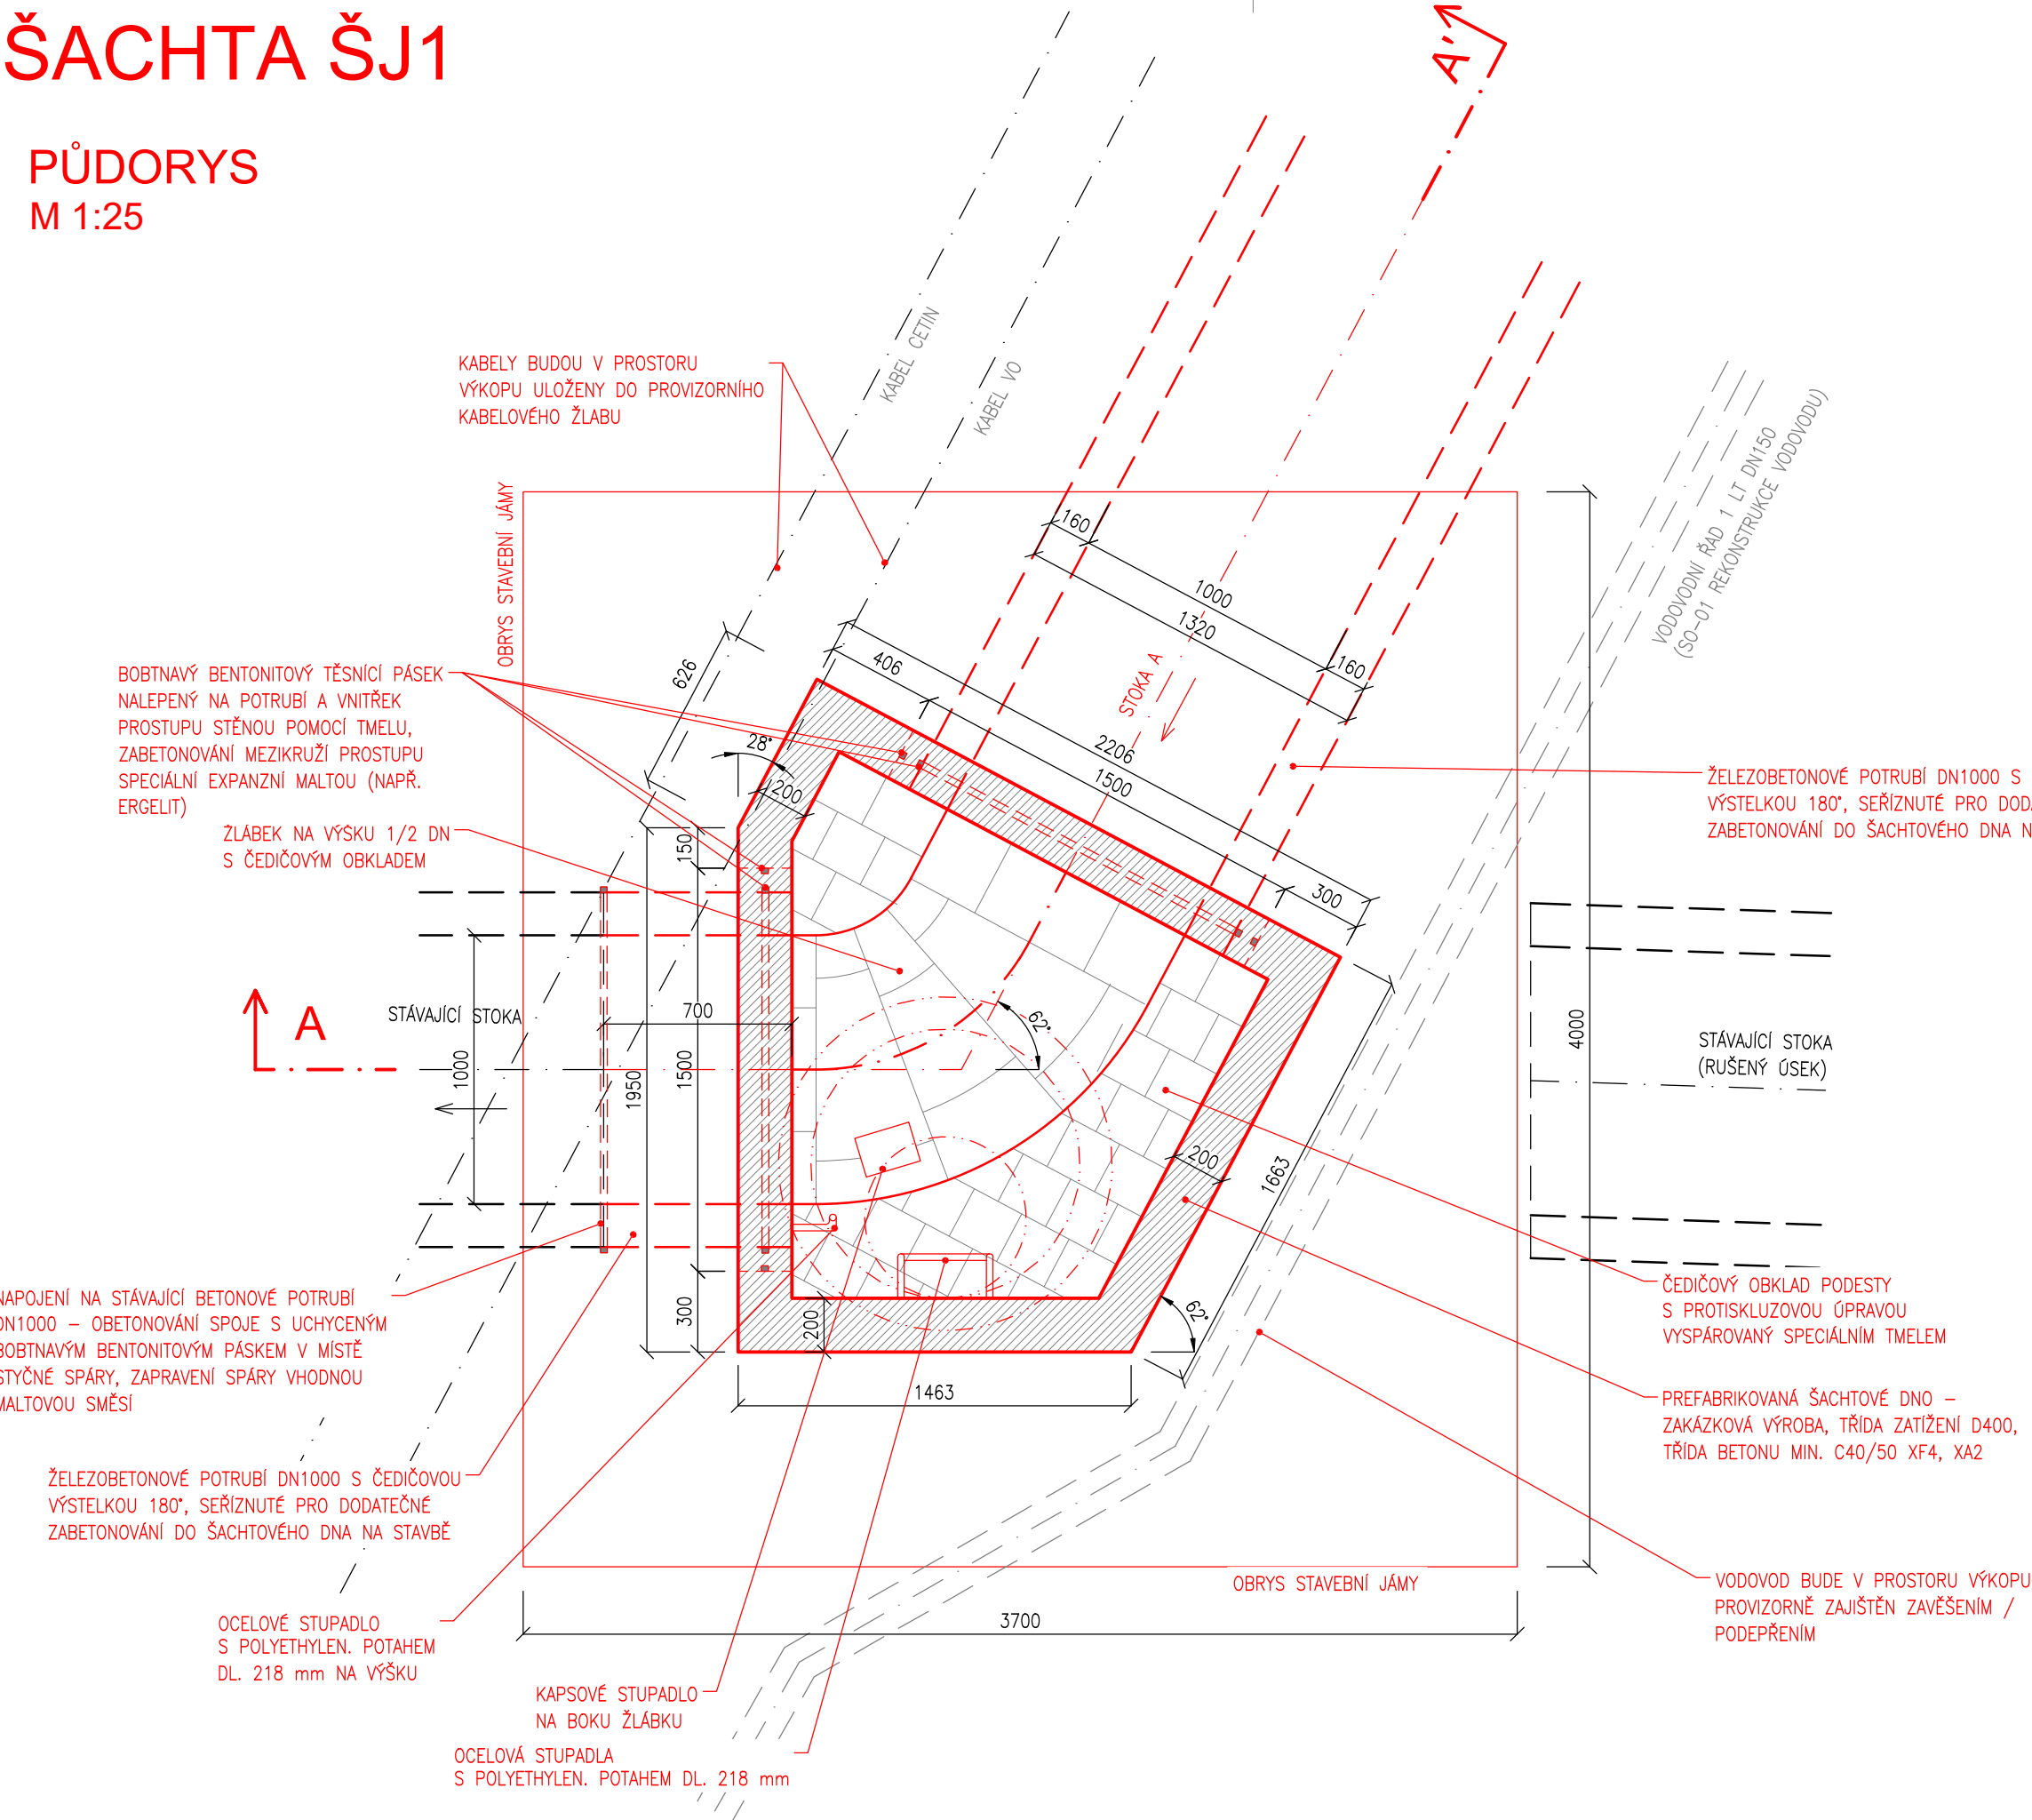 ŠACHTA ŠJ1
PŮDORYS
M 1:25
A'
KABEL CETIN
KABEL VO
KABELY BUDOU V PROSTORU
VÝKOPU ULOŽENY DO PROVIZORNÍHO
KABELOVÉHO ŽLABU
VODOVODNÍ ŘAD 1 LT DN150
(SO-01 REKONSTRUKCE VODOVODU)
OBRYS STAVEBNÍ JÁMY
160
1000
1320
160
STOKA A
406
626
2206
1500
300
28°
200
BOBTNAVÝ BENTONITOVÝ TĚSNÍCÍ PÁSEK
NALEPENÝ NA POTRUBÍ A VNITŘEK
PROSTUPU STĚNOU POMOCÍ TMELU,
ZABETONOVÁNÍ MEZIKRUŽÍ PROSTUPU
SPECIÁLNÍ EXPANZNÍ MALTOU (NAPŘ.
ERGELIT)
ŽELEZOBETONOVÉ POTRUBÍ DN1000 S
VÝSTELKOU 180°, SEŘÍZNUTÉ PRO DODA
ZABETONOVÁNÍ DO ŠACHTOVÉHO DNA N
ŽLÁBEK NA VÝŠKU 1/2 DN
S ČEDIČOVÝM OBKLADEM
150
A
STÁVAJÍCÍ STOKA
700
62°
1000
1950
1500
4000
STÁVAJÍCÍ STOKA
(RUŠENÝ ÚSEK)
200
1663
300
200
62°
1463
NAPOJENÍ NA STÁVAJÍCÍ BETONOVÉ POTRUBÍ
DN1000 – OBETONOVÁNÍ SPOJE S UCHYCENÝM
BOBTNAVÝM BENTONITOVÝM PÁSKEM V MÍSTĚ
STYČNÉ SPÁRY, ZAPRAVENÍ SPÁRY VHODNOU
MALTOVOU SMĚSÍ
ČEDIČOVÝ OBKLAD PODESTY
S PROTISKLUZOVOU ÚPRAVOU
VYSPÁROVANÝ SPECIÁLNÍM TMELEM
PREFABRIKOVANÁ ŠACHTOVÉ DNO –
ZAKÁZKOVÁ VÝROBA, TŘÍDA ZATÍŽENÍ D400,
TŘÍDA BETONU MIN. C40/50 XF4, XA2
ŽELEZOBETONOVÉ POTRUBÍ DN1000 S ČEDIČOVOU
VÝSTELKOU 180°, SEŘÍZNUTÉ PRO DODATEČNÉ
ZABETONOVÁNÍ DO ŠACHTOVÉHO DNA NA STAVBĚ
OBRYS STAVEBNÍ JÁMY
3700
VODOVOD BUDE V PROSTORU VÝKOPU
PROVIZORNĚ ZAJIŠTĚN ZAVĚŠENÍM /
PODEPŘENÍM
OCELOVÉ STUPADLO
S POLYETHYLEN. POTAHEM
DL. 218 mm NA VÝŠKU
KAPSOVÉ STUPADLO
NA BOKU ŽLÁBKU
OCELOVÁ STUPADLA
S POLYETHYLEN. POTAHEM DL. 218 mm